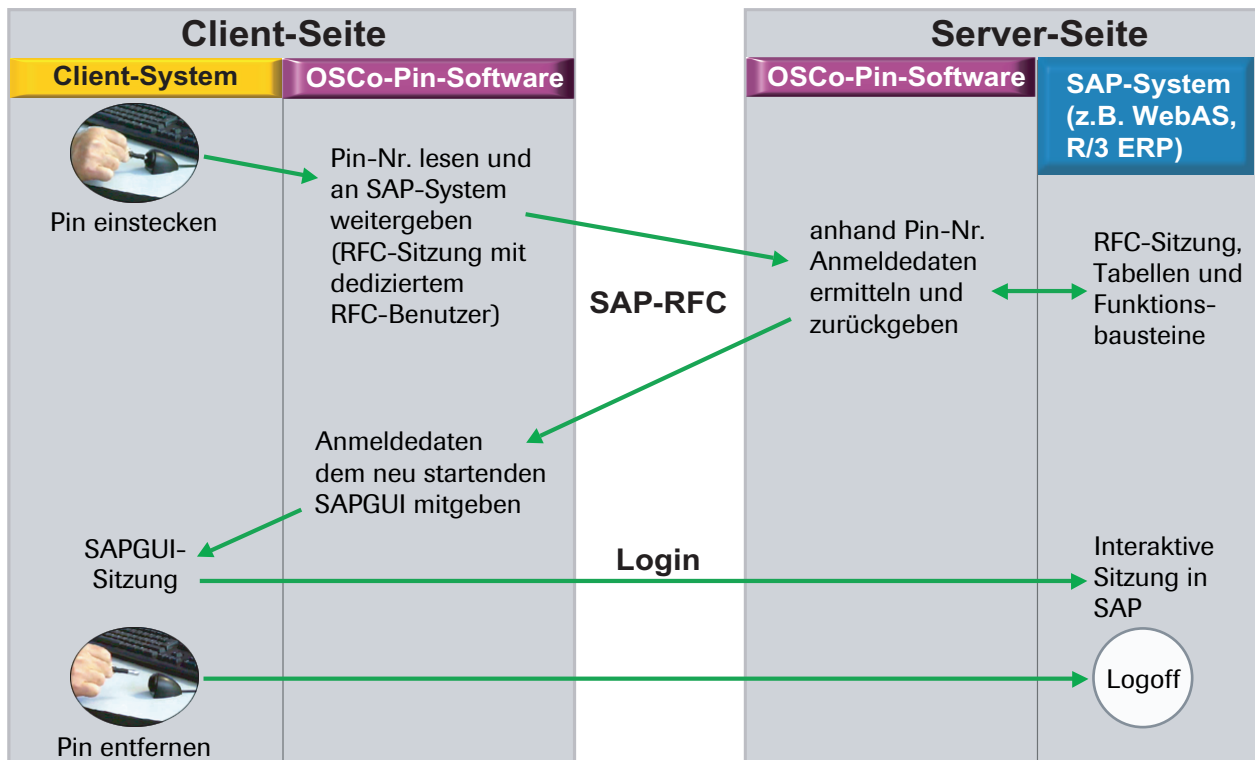 Client-Seite
Server-Seite
Client-System
OSCo-Pin-Software
OSCo-Pin-Software
SAP-System
(z.B. WebAS,
R/3 ERP)
Pin einstecken
Pin-Nr. lesen und
an SAP-System
weitergeben
(RFC-Sitzung mit
dediziertem
RFC-Benutzer)
SAP-RFC
anhand Pin-Nr.
Anmeldedaten
ermitteln und
zurückgeben
RFC-Sitzung,
Tabellen und
Funktions-
bausteine
Anmeldedaten
dem neu startenden
SAPGUI mitgeben
SAPGUI-
Sitzung
Login
Interaktive
Sitzung in
SAP
Pin entfernen
Logoff